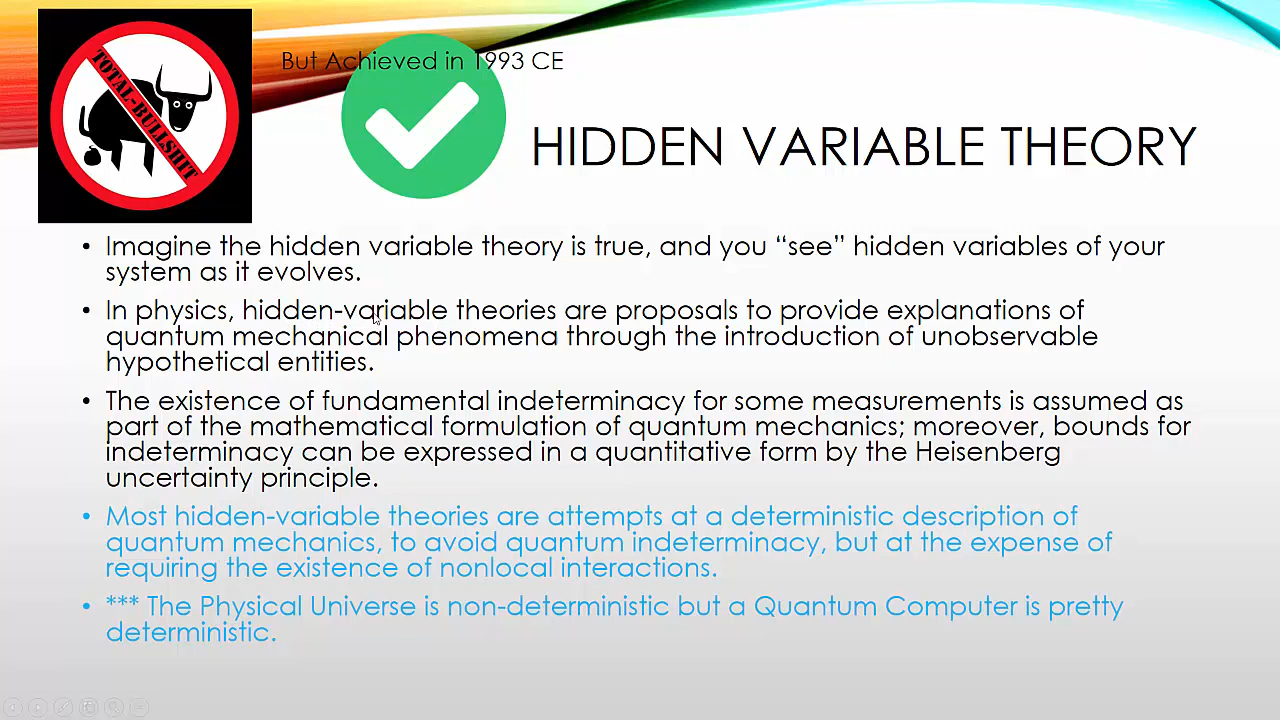 TOTAL-BULLSHIT
But Achieved in 1993 CE
HIDDEN VARIABLE THEORY
• Imagine the hidden variable theory is true, and you “see” hidden variables of your
system as it evolves.
• In physics, hidden-variable theories are proposals to provide explanations of
quantum mechanical phenomena through the introduction of unobservable
hypothetical entities.
• The existence of fundamental indeterminacy for some measurements is assumed as
part of the mathematical formulation of quantum mechanics; moreover, bounds for
indeterminacy can be expressed in a quantitative form by the Heisenberg
uncertainty principle.
• Most hidden-variable theories are attempts at a deterministic description of
quantum mechanics, to avoid quantum indeterminacy, but at the expense of
requiring the existence of nonlocal interactions.
• *** The Physical Universe is non-deterministic but a Quantum Computer is pretty
deterministic.